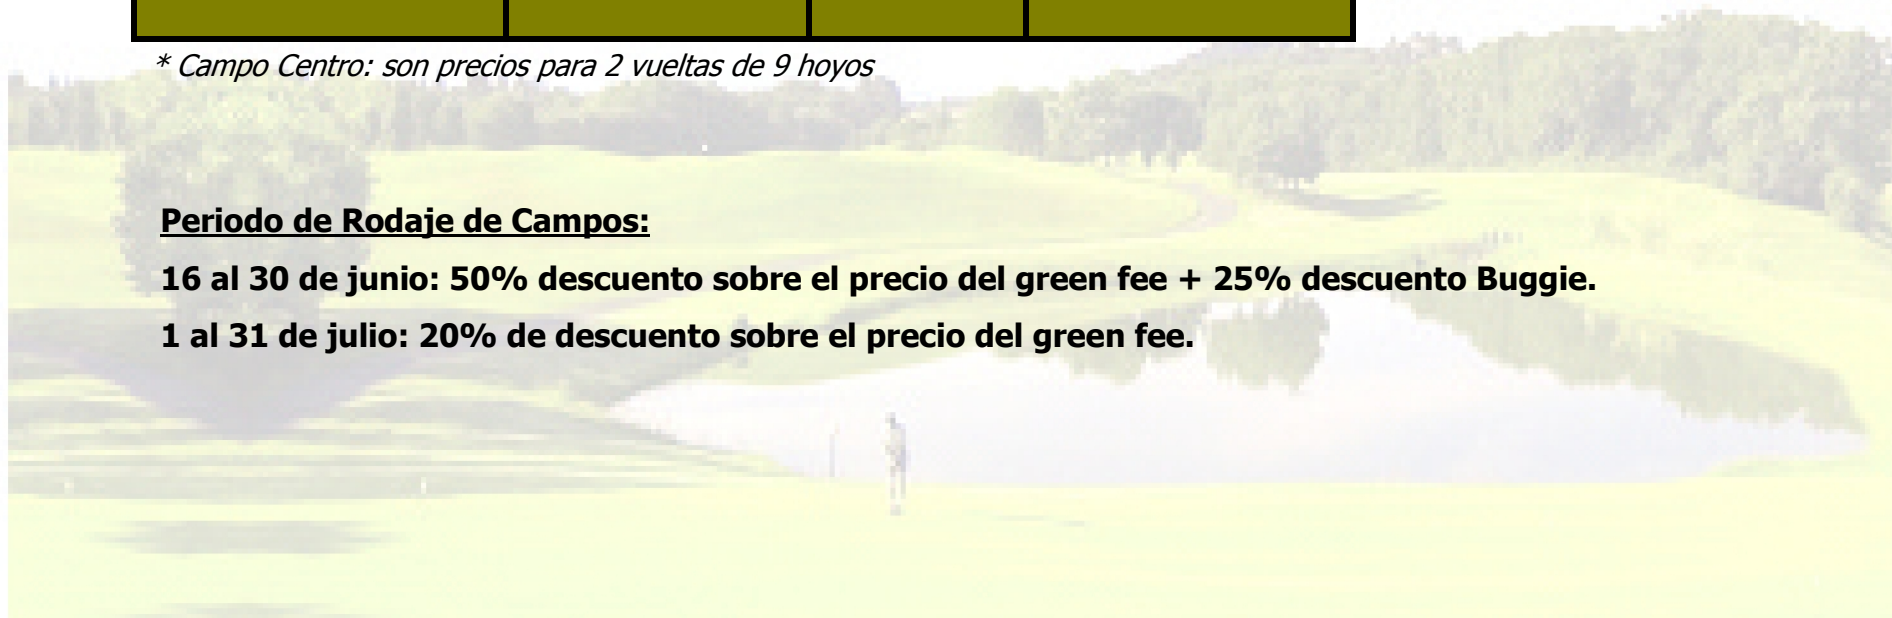 * Campo Centro: son precios para 2 vueltas de 9 hoyos
Periodo de Rodaje de Campos:
16 al 30 de junio: 50% descuento sobre el precio del green fee + 25% descuento Buggie.
1 al 31 de julio: 20% de descuento sobre el precio del green fee.